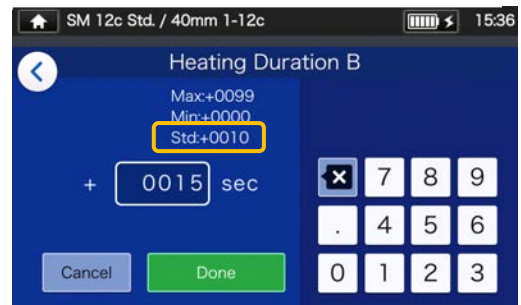 SM 12c Std. / 40mm 1-12c 15:36
Heating Duration B
Max:+0099
Min:+0000
Std:+0010
+ 0015 sec
7 8 9
. 4 5 6
Cancel Done 0 1 2 3